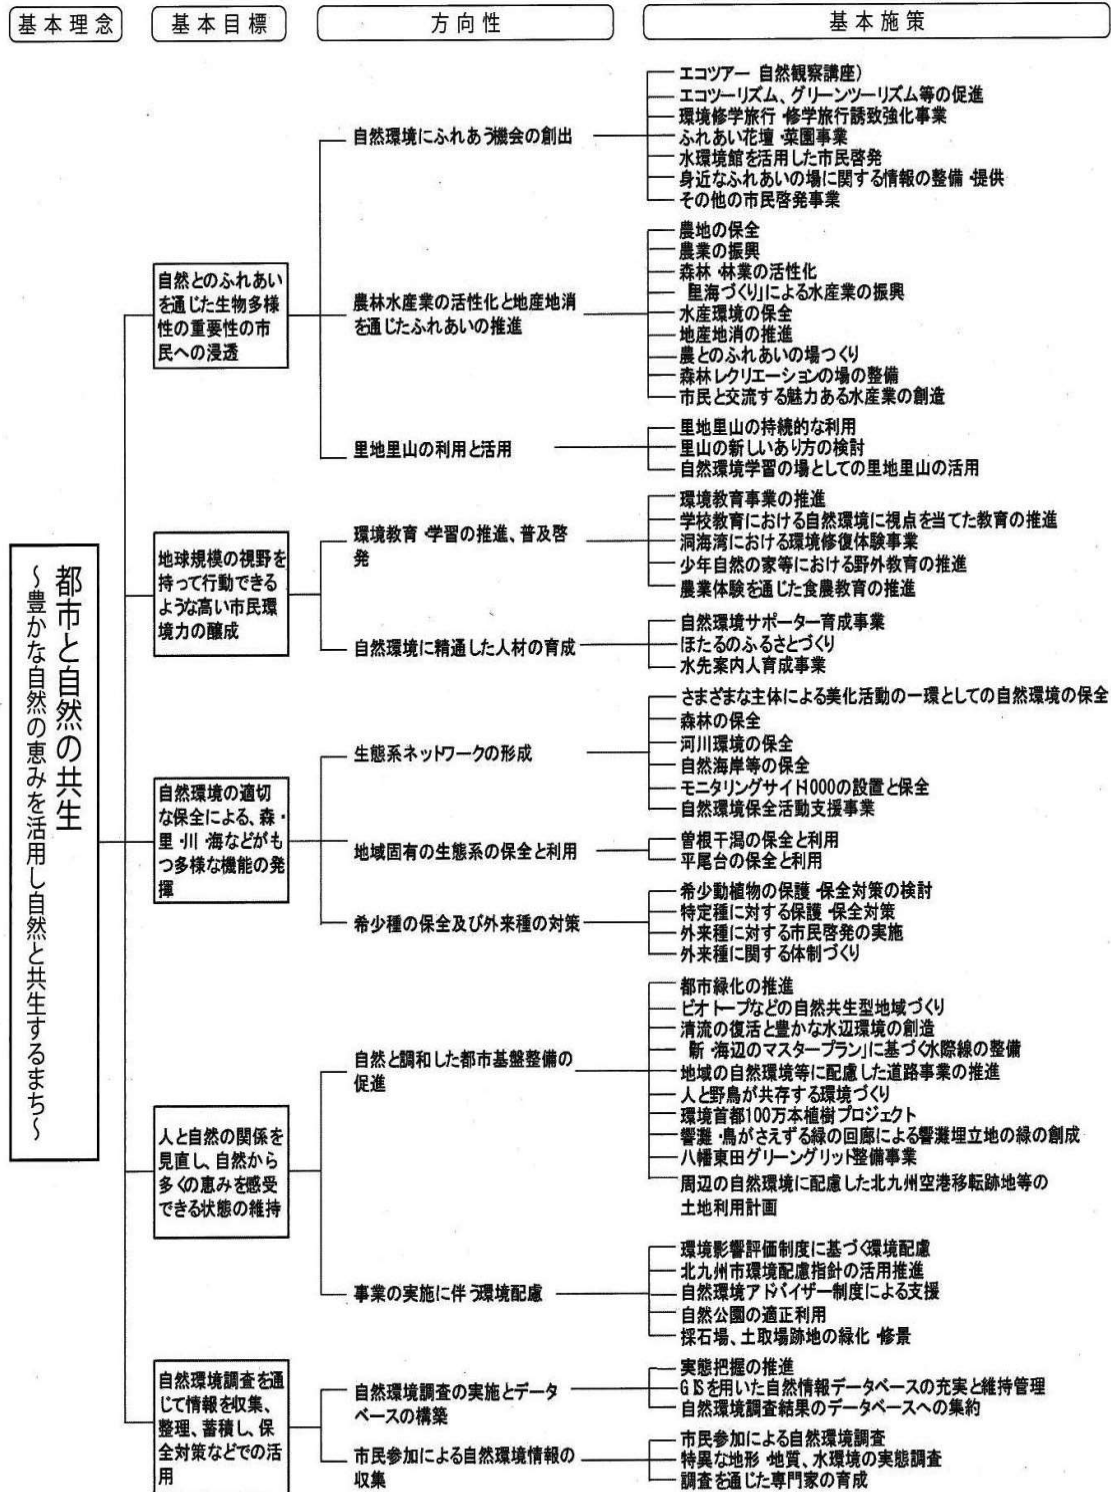 基本理念
基本目標
方向性
基本施策
都市と自然の共生
～豊かな自然の恵みを活用し自然と共生するまち～
自然とのふれあい
を通じた生物多様
性の重要性の市
民への浸透
自然環境にふれあう機会の創出
エコツアー 自然観察講座）
エコツーリズム、グリーンツーリズム等の促進
環境修学旅行・修学旅行誘致強化事業
ふれあい花壇・菜園事業
水環境館を活用した市民啓発
身近なふれあいの場に関する情報の整備・提供
その他の市民啓発事業
農林水産業の活性化と地産地消
を通じたふれあいの推進
農地の保全
農業の振興
森林・林業の活性化
「里海づくり」による水産業の振興
水産環境の保全
地産地消の推進
農とのふれあいの場つくり
森林レクリエーションの場の整備
市民と交流する魅力ある水産業の創造
里地里山の利用と活用
里地里山の持続的な利用
里山の新しいあり方の検討
自然環境学習の場としての里地里山の活用
地球規模の視野を
持って行動できる
ような高い市民環
境力の醸成
環境教育・学習の推進、普及啓
発
環境教育事業の推進
学校教育における自然環境に視点を当てた教育の推進
洞海湾における環境修復体験事業
少年自然の家等における野外教育の推進
農業体験を通じた食農教育の推進
自然環境に精通した人材の育成
自然環境サポーター育成事業
ほたるのふるさとづくり
水先案内人育成事業
自然環境の適切
な保全による、森・
里・川・海などがも
つ多様な機能の発
揮
生態系ネットワークの形成
さまざまな主体による美化活動の一環としての自然環境の保全
森林の保全
河川環境の保全
自然海岸等の保全
モニタリングサイト1000の設置と保全
自然環境保全活動支援事業
地域固有の生態系の保全と利用
曽根干潟の保全と利用
平尾台の保全と利用
希少種の保全及び外来種の対策
希少動植物の保護・保全対策の検討
特定種に対する保護・保全対策
外来種に対する市民啓発の実施
外来種に関する体制づくり
人と自然の関係を
見直し、自然から
多くの恵みを感受
できる状態の維持
自然と調和した都市基盤整備の
促進
都市緑化の推進
ビオトープなどの自然共生型地域づくり
清流の復活と豊かな水辺環境の創造
「新・海辺のマスタープラン」に基づく水際線の整備
地域の自然環境等に配慮した道路事業の推進
人と野鳥が共存する環境づくり
環境首都100万本植樹プロジェクト
響灘・鳥がさえずる緑の回廊による響灘埋立地の緑の創成
八幡東田グリーングリット整備事業
周辺の自然環境に配慮した北九州空港移転跡地等の
土地利用計画
事業の実施に伴う環境配慮
環境影響評価制度に基づく環境配慮
北九州市環境配慮指針の活用推進
自然環境アドバイザー制度による支援
自然公園の適正利用
採石場、土取場跡地の緑化・修景
自然環境調査を通
じて情報を収集、
整理、蓄積し、保
全対策などでの活
用
自然環境調査の実施とデータ
ベースの構築
実態把握の推進
GISを用いた自然情報データベースの充実と維持管理
自然環境調査結果のデータベースへの集約
市民参加による自然環境情報の
収集
市民参加による自然環境調査
特異な地形・地質、水環境の実態調査
調査を通じた専門家の育成